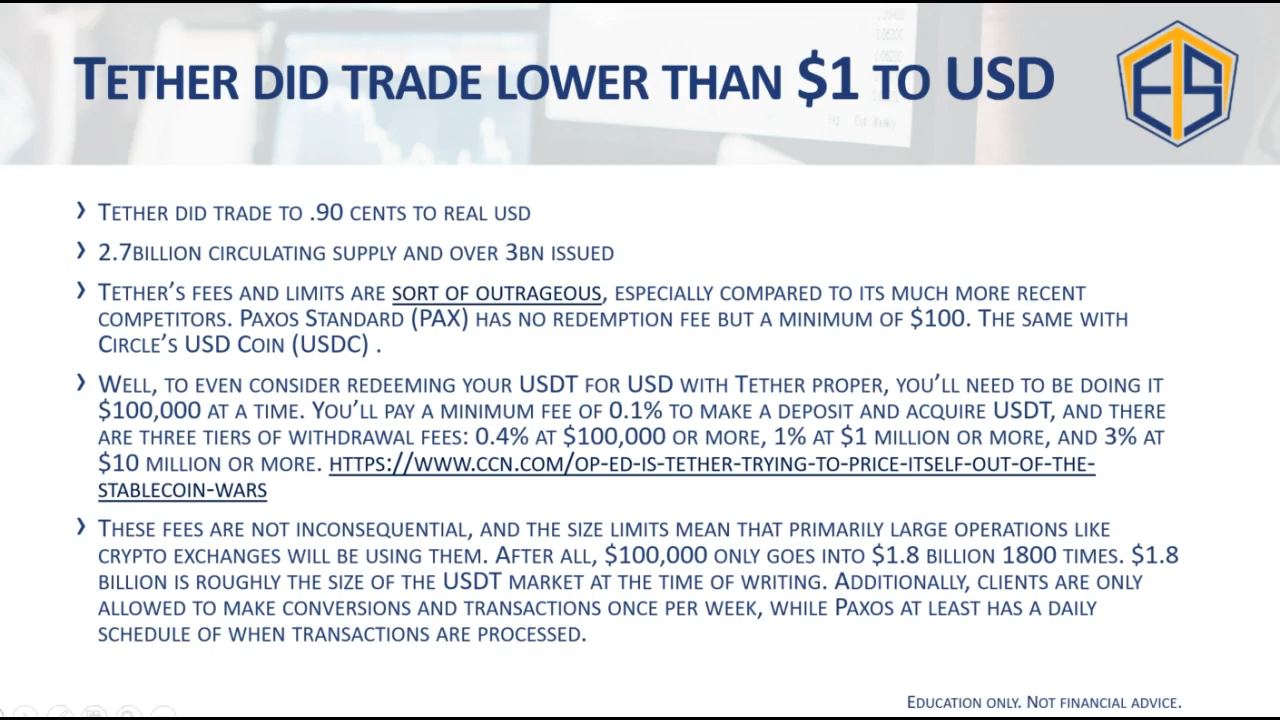 Tether did trade lower than $1 to USD
› Tether did trade to .90 cents to real usd
› 2.7billion circulating supply and over 3bn issued
› Tether's fees and limits are sort of outrageous, especially compared to its much more recent
competitors. Paxos Standard (PAX) has no redemption fee but a minimum of $100. The same with
Circle's USD Coin (USDC) .
› Well, to even consider redeeming your USDT for USD with Tether proper, you'll need to be doing it
$100,000 at a time. You'll pay a minimum fee of 0.1% to make a deposit and acquire USDT, and there
are three tiers of withdrawal fees: 0.4% at $100,000 or more, 1% at $1 million or more, and 3% at
$10 million or more. https://www.ccn.com/op-ed-is-tether-trying-to-price-itself-out-of-the-
stablecoin-wars
› These fees are not inconsequential, and the size limits mean that primarily large operations like
crypto exchanges will be using them. After all, $100,000 only goes into $1.8 billion 1800 times. $1.8
billion is roughly the size of the USDT market at the time of writing. Additionally, clients are only
allowed to make conversions and transactions once per week, while Paxos at least has a daily
schedule of when transactions are processed.
Education only. Not financial advice.